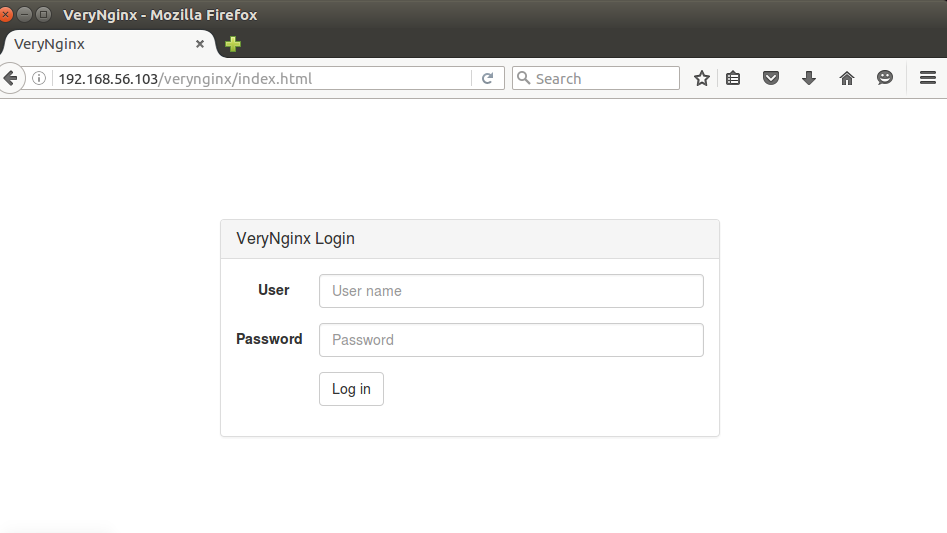 VeryNginx - Mozilla Firefox
VeryNginx
192.168.56.103/verynginx/index.html
Search
VeryNginx Login
User
User name
Password
Password
Log in